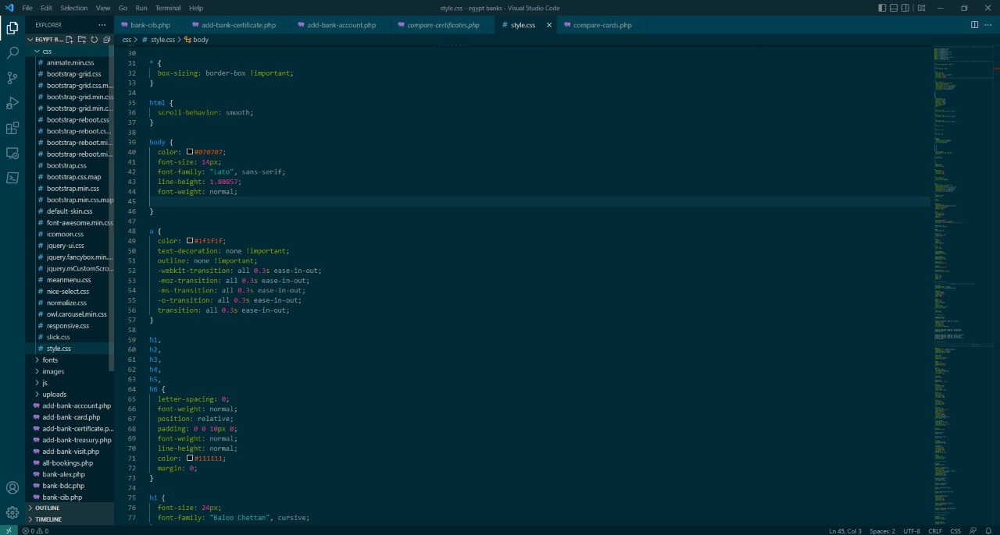 File Edit Selection View Go Run Terminal Help
style.css - egypt banks - Visual Studio Code
EXPLORER ···
bank-cib.php
add-bank-certificate.php
add-bank-account.php
compare-certificates.php
# style.css
compare-cards.php
EGYPT B...
css > # style.css > body
css
# animate.min.css
# bootstrap-grid.css
# bootstrap-grid.css.m...
# bootstrap-grid.min.css
# bootstrap-grid.min.c...
# bootstrap-reboot.css
# bootstrap-reboot.cs...
# bootstrap-reboot.mi...
# bootstrap-reboot.mi...
# bootstrap.css
# bootstrap.css.map
# bootstrap.min.css
# bootstrap.min.css.map
# default-skin.css
# font-awesome.min.css
# icomoon.css
# jquery-ui.css
# jquery.fancybox.min....
# jquery.mCustomScro...
# meanmenu.css
# nice-select.css
# normalize.css
# owl.carousel.min.css
# responsive.css
# slick.css
# style.css
fonts
images
js
uploads
add-bank-account.php
add-bank-card.php
add-bank-certificate.p...
add-bank-treasury.php
add-bank-visit.php
all-bookings.php
bank-alex.php
bank-bdc.php
bank-cib.php
OUTLINE
TIMELINE
30
31 * {
32 box-sizing: border-box !important;
33 }
34
35 html {
36 scroll-behavior: smooth;
37 }
38
39 body {
40 color: #070707;
41 font-size: 14px;
42 font-family: "Lato", sans-serif;
43 line-height: 1.80857;
44 font-weight: normal;
45
46 }
47
48 a {
49 color: #1f1f1f;
50 text-decoration: none !important;
51 outline: none !important;
52 -webkit-transition: all 0.3s ease-in-out;
53 -moz-transition: all 0.3s ease-in-out;
54 -ms-transition: all 0.3s ease-in-out;
55 -o-transition: all 0.3s ease-in-out;
56 transition: all 0.3s ease-in-out;
57 }
58
59 h1,
60 h2,
61 h3,
62 h4,
63 h5,
64 h6 {
65 letter-spacing: 0;
66 font-weight: normal;
67 position: relative;
68 padding: 0 0 10px 0;
69 font-weight: normal;
70 line-height: normal;
71 color: #111111;
72 margin: 0;
73 }
74
75 h1 {
76 font-size: 24px;
77 font-family: "Baloo Chettan", cursive;
0 0
Ln 45, Col 3 Spaces: 2 UTF-8 CRLF CSS